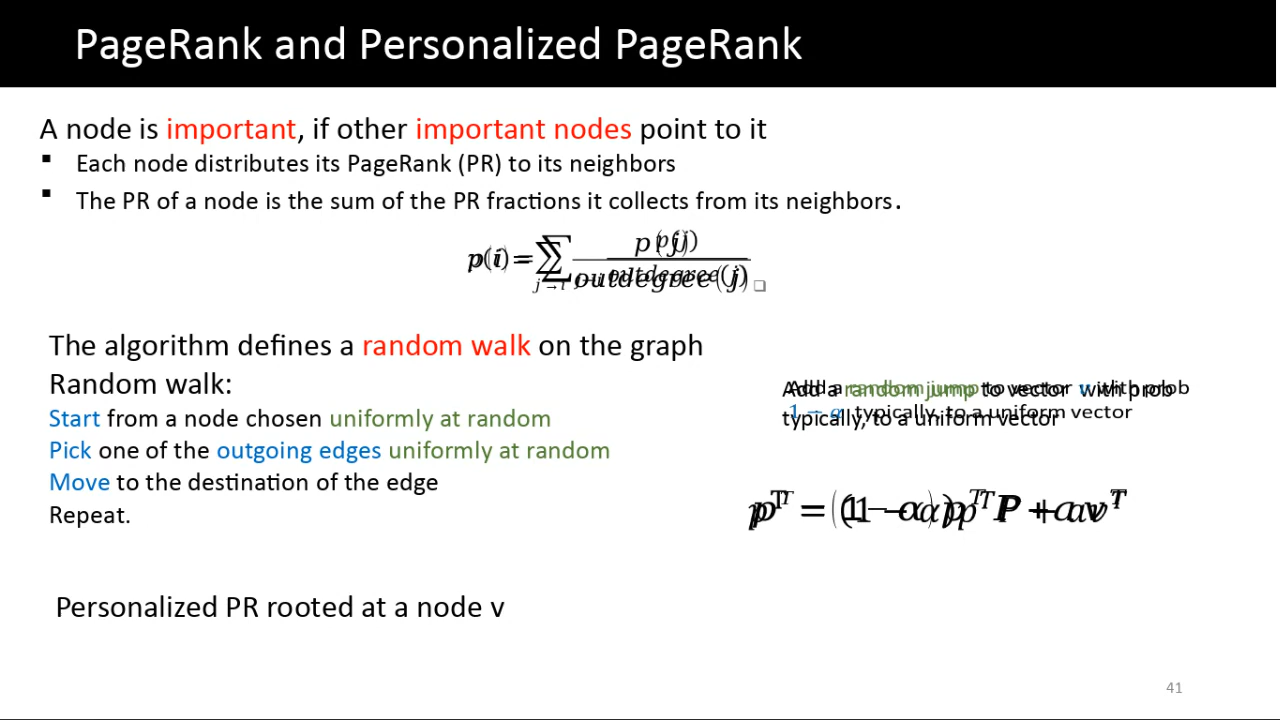 PageRank and Personalized PageRank
A node is important, if other important nodes point to it
▪ Each node distributes its PageRank (PR) to its neighbors
▪ The PR of a node is the sum of the PR fractions it collects from its neighbors.
p(i) = ∑ j→i p(j) / outdegree(j)
The algorithm defines a random walk on the graph
Random walk:
Start from a node chosen uniformly at random
Pick one of the outgoing edges uniformly at random
Move to the destination of the edge
Repeat.
Add a random jump to vector v with prob
1 − α, typically, to a uniform vector
p^T = (1 − α) p^T P + α v^T
Personalized PR rooted at a node v
41